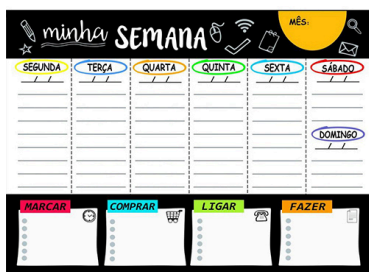 minha SEMANA
MÊS:
SEGUNDA TERÇA QUARTA QUINTA SEXTA SÁBADO
DOMINGO
MARCAR COMPRAR LIGAR FAZER